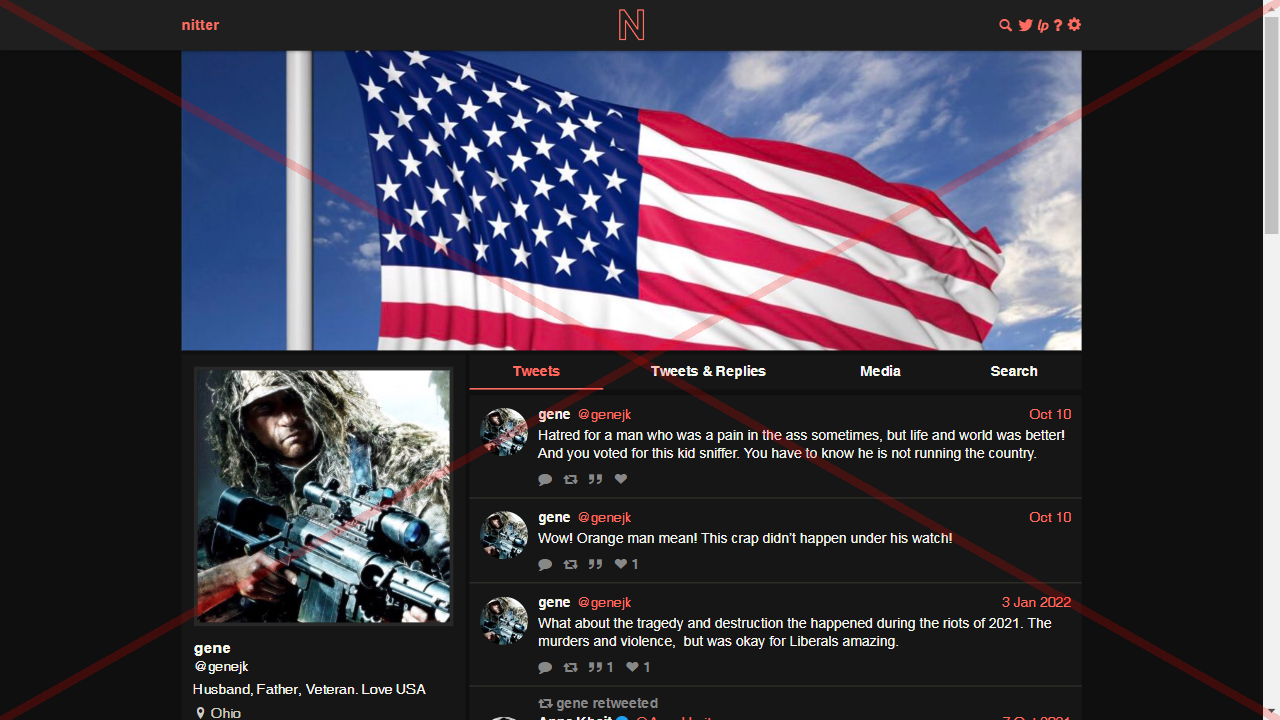 nitter
N
lp ?
Tweets
Tweets & Replies
Media
Search
gene @genejk
Oct 10
Hatred for a man who was a pain in the ass sometimes, but life and world was better!
And you voted for this kid sniffer. You have to know he is not running the country.
gene @genejk
Oct 10
Wow! Orange man mean! This crap didn't happen under his watch!
1
gene @genejk
3 Jan 2022
What about the tragedy and destruction the happened during the riots of 2021. The
murders and violence,  but was okay for Liberals amazing.
1 1
gene retweeted
gene
@genejk
Husband, Father, Veteran. Love USA
Ohio